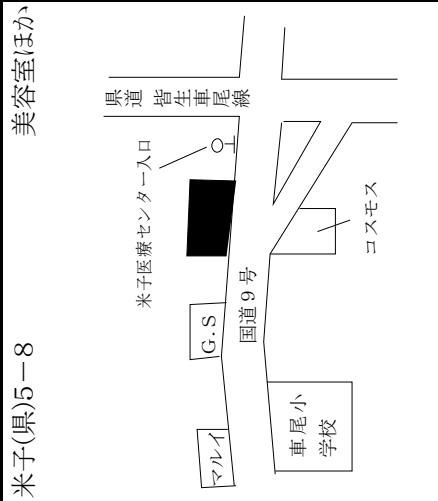 米子(県)5－8
美容室ほか
県道 皆生車尾線
米子医療センター入口
コスモス
G.S
国道9号
マルイ
車尾小
学校